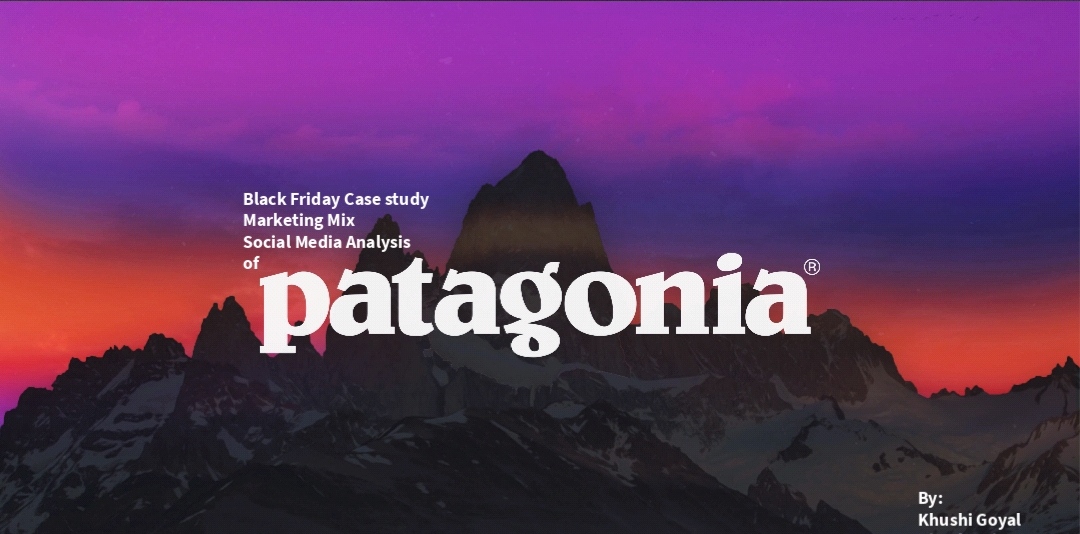 Black Friday Case study
Marketing Mix
Social Media Analysis
of
patagonia®
By:
Khushi Goyal